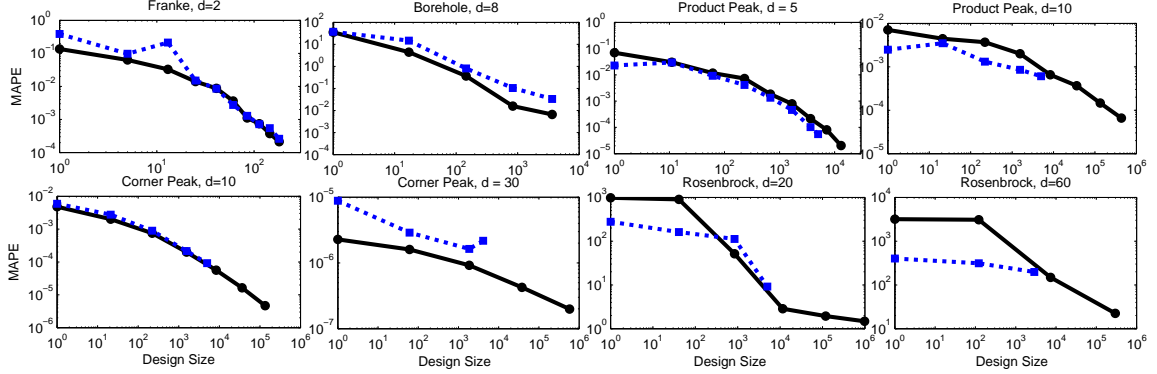 Franke, d=2
MAPE
10^0
10^-1
10^-2
10^-3
10^-4
10^0 10^1 10^2
Borehole, d=8
10^2
10^1
10^0
10^-1
10^-2
10^-3
10^-4
10^0 10^1 10^2 10^3 10^4
Product Peak, d = 5
10^0
10^-1
10^-2
10^-3
10^-4
10^-5
10^0 10^1 10^2 10^3 10^4
Product Peak, d=10
10^-2
10^-3
10^-4
10^-5
10^0 10^1 10^2 10^3 10^4 10^5 10^6
Corner Peak, d=10
MAPE
10^-2
10^-3
10^-4
10^-5
10^-6
10^0 10^1 10^2 10^3 10^4 10^5 10^6
Design Size
Corner Peak, d = 30
10^-5
10^-6
10^-7
10^0 10^1 10^2 10^3 10^4 10^5 10^6
Design Size
Rosenbrock, d=20
10^3
10^2
10^1
10^0
10^0 10^1 10^2 10^3 10^4 10^5 10^6
Design Size
Rosenbrock, d=60
10^4
10^3
10^2
10^1
10^0 10^1 10^2 10^3 10^4 10^5 10^6
Design Size